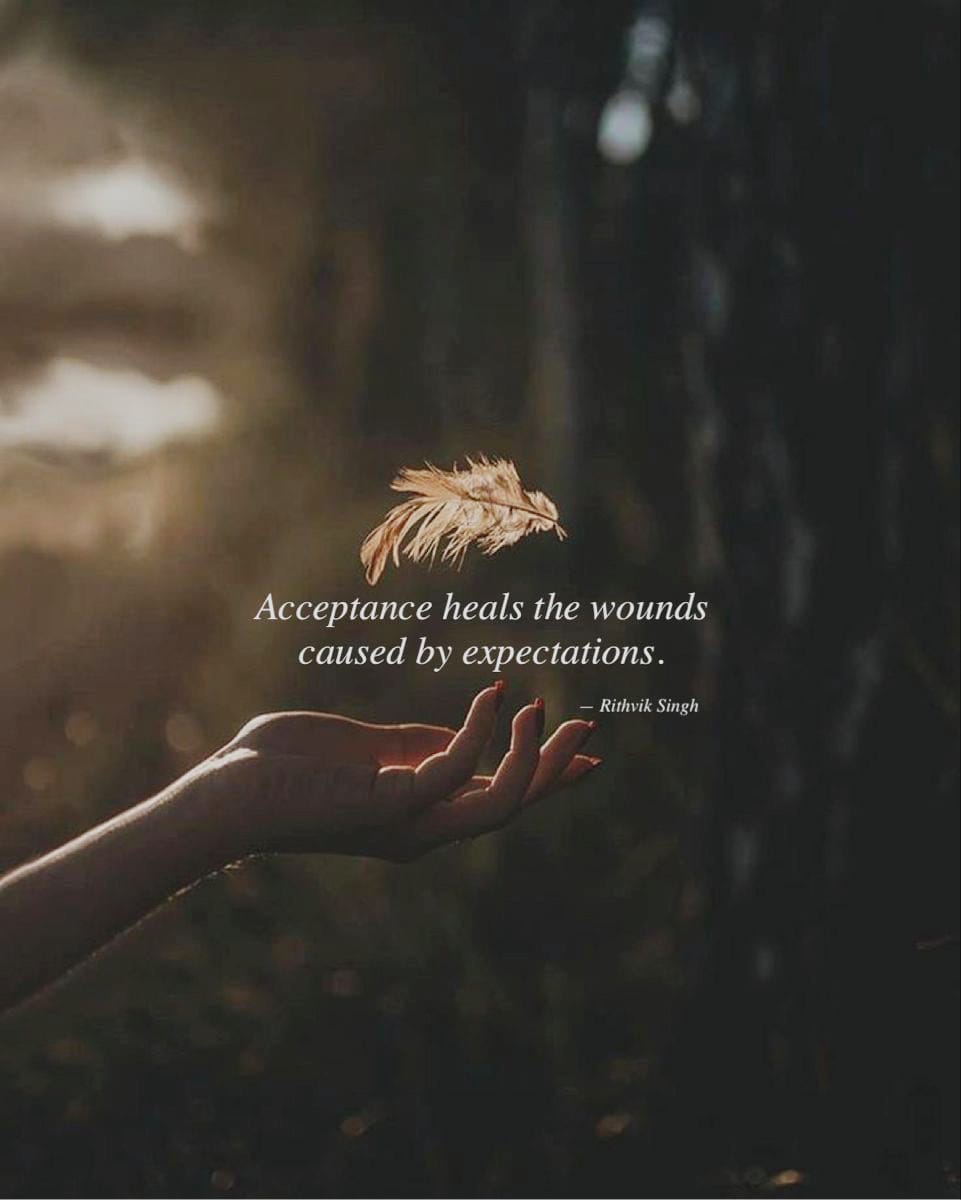 Acceptance heals the wounds
caused by expectations.
— Rithvik Singh